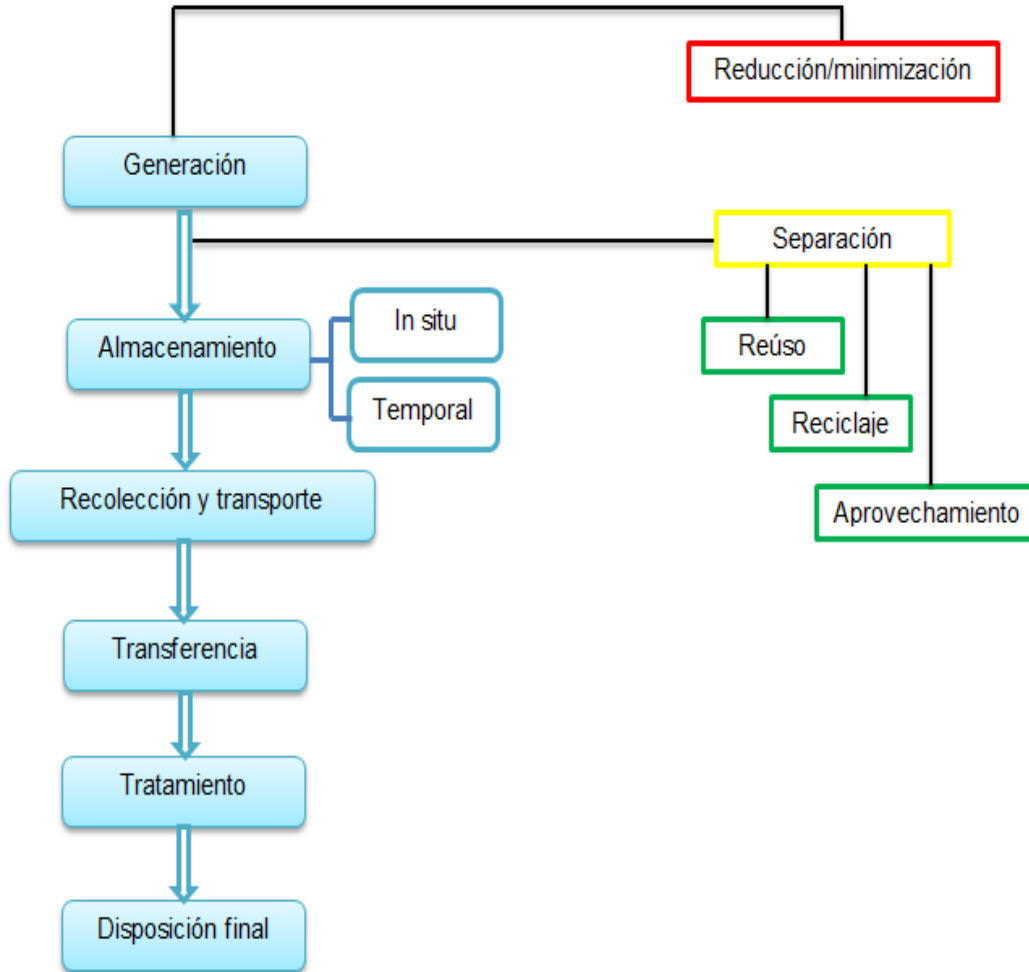 Reducción/minimización
Generación
Separación
In situ
Almacenamiento
Reúso
Temporal
Reciclaje
Recolección y transporte
Aprovechamiento
Transferencia
Tratamiento
Disposición final